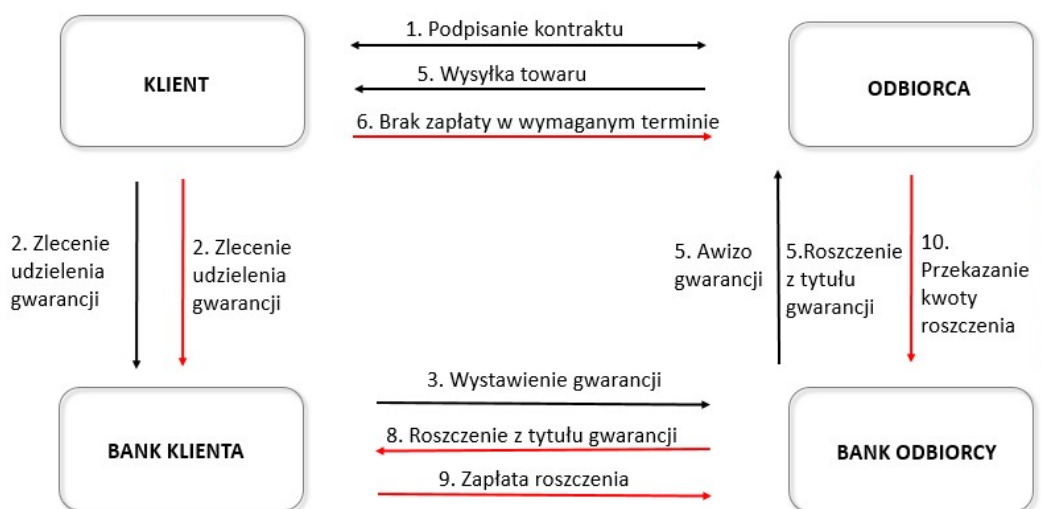 1. Podpisanie kontraktu
KLIENT
5. Wysyłka towaru
ODBIORCA
6. Brak zapłaty w wymaganym terminie
2. Zlecenie
udzielenia
gwarancji
2. Zlecenie
udzielenia
gwarancji
5. Awizo
gwarancji
5.Roszczenie
z tytułu
gwarancji
10.
Przekazanie
kwoty
roszczenia
3. Wystawienie gwarancji
BANK KLIENTA
8. Roszczenie z tytułu gwarancji
BANK ODBIORCY
9. Zapłata roszczenia